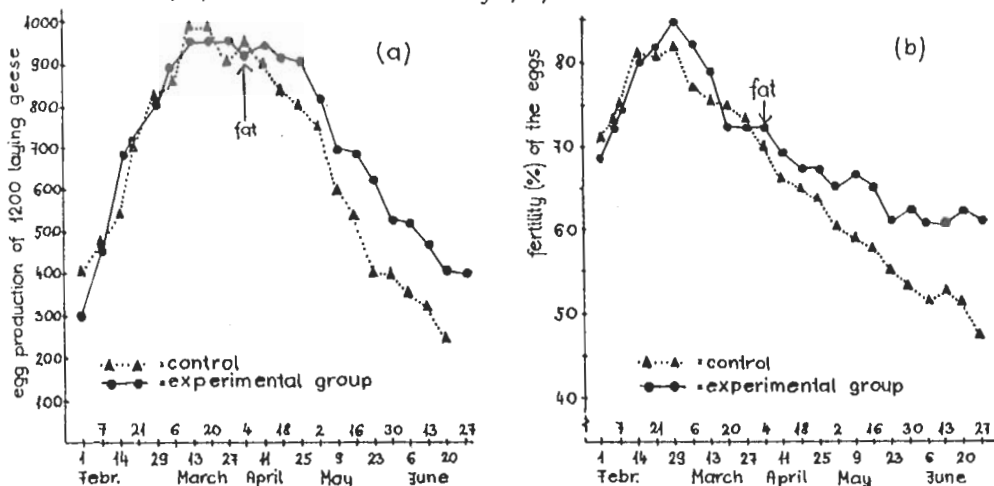 egg production of 1200 laying geese
1000
900
800
700
600
500
400
300
200
100
(a)
fat
=control
=experimental group
7 21 6 20 4 18 2 16 30 13 27
1 14 29 13 27 11 25 9 23 6 20
Febr. March April May June
fertility (%) of the eggs
80
70
60
50
40
(b)
fat
=control
=experimental group
7 21 6 20 4 18 2 16 30 13 27
1 14 29 13 27 11 25 9 23 6 20
Febr. March April May June